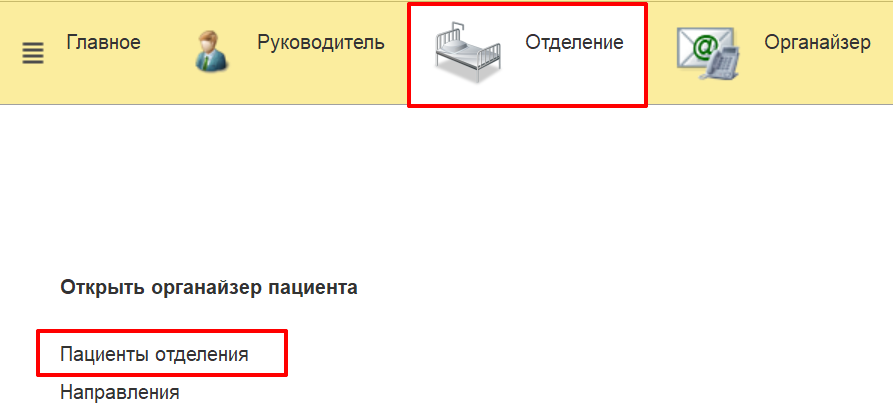 Главное Руководитель Отделение Органайзер
Открыть органайзер пациента
Пациенты отделения
Направления